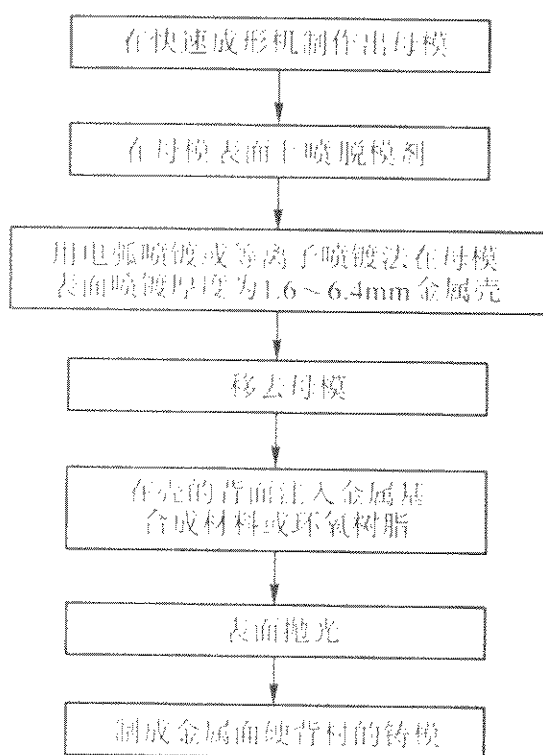 在快速成形机制作出母模
在母模表面上喷脱模剂
用电弧喷镀或等离子喷镀法在母模
表面喷镀厚度为1.6~6.4mm金属壳
移去母模
在壳的背面注入金属基
合成材料或环氧树脂
表面抛光
制成金属面硬背衬的铸模